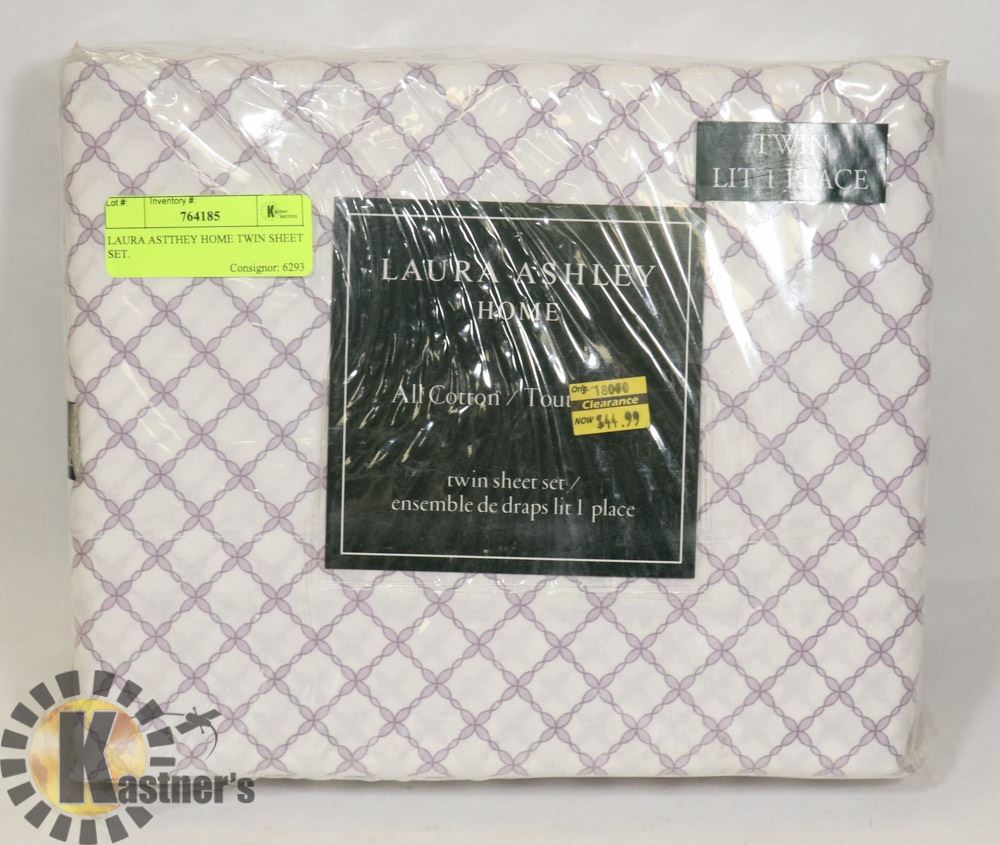 TWIN
LIT 1 PLACE
Lot #:
Inventory #:
764185
LAURA ASTTHEY HOME TWIN SHEET
SET.
Consignor: 6293
LAURA ASHLEY
HOME
All Cotton / Tout
Orig.
Clearance
NOW $44.99
twin sheet set /
ensemble de draps lit 1 place
Kastner's